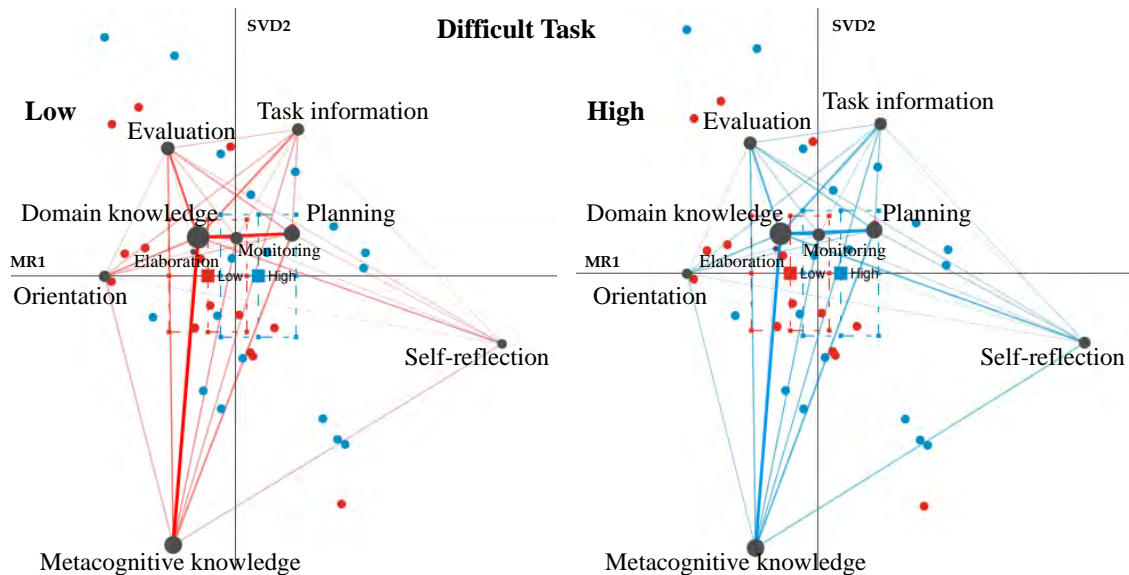 SVD2
Difficult Task
SVD2
Low
High
Task information
Task information
Evaluation
Evaluation
Domain knowledge
Planning
Domain knowledge
Planning
Monitoring
Monitoring
MR1
Elaboration
Low
High
MR1
Elaboration
Low
High
Orientation
Orientation
Self-reflection
Self-reflection
Metacognitive knowledge
Metacognitive knowledge